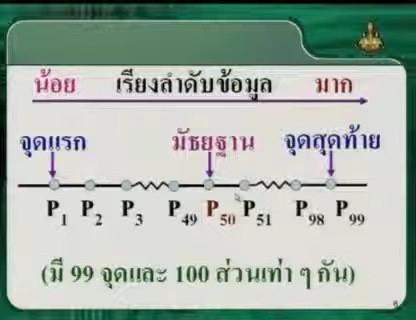 น้อย เรียงลำดับข้อมูล มาก
จุดแรก มัธยฐาน จุดสุดท้าย
P1 P2 P3 P49 P50 P51 P98 P99
(มี 99 จุดและ 100 ส่วนเท่า ๆ กัน)